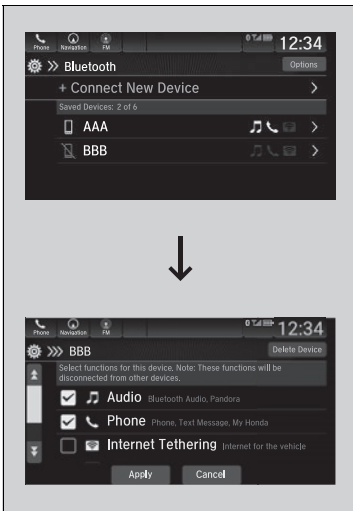 Phone Navigation FM 12:34
Bluetooth Options
+ Connect New Device
Saved Devices: 2 of 6
AAA
BBB
Phone Navigation FM 12:34
BBB Delete Device
Select functions for this device. Note: These functions will be
disconnected from other devices.
Audio Bluetooth Audio, Pandora
Phone Phone, Text Message, My Honda
Internet Tethering Internet for the vehicle
Apply Cancel